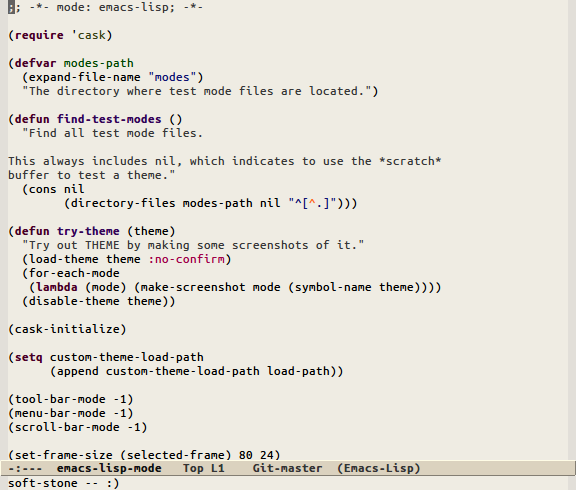 ;; -*- mode: emacs-lisp; -*-

(require 'cask)

(defvar modes-path
  (expand-file-name "modes")
  "The directory where test mode files are located.")

(defun find-test-modes ()
  "Find all test mode files.

This always includes nil, which indicates to use the *scratch*
buffer to test a theme."
  (cons nil
        (directory-files modes-path nil "^[^.]")))

(defun try-theme (theme)
  "Try out THEME by making some screenshots of it."
  (load-theme theme :no-confirm)
  (for-each-mode
   (lambda (mode) (make-screenshot mode (symbol-name theme))))
  (disable-theme theme))

(cask-initialize)

(setq custom-theme-load-path
      (append custom-theme-load-path load-path))

(tool-bar-mode -1)
(menu-bar-mode -1)
(scroll-bar-mode -1)

(set-frame-size (selected-frame) 80 24)
-:---  emacs-lisp-mode   Top L1    Git-master  (Emacs-Lisp)
soft-stone -- :)